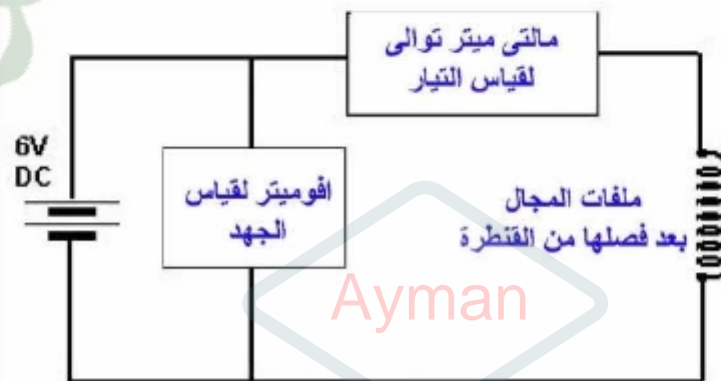 مالتى ميتر توالى
لقياس التيار
6V
DC
افوميتر لقياس
الجهد
ملفات المجال
بعد فصلها من القنطرة
Ayman